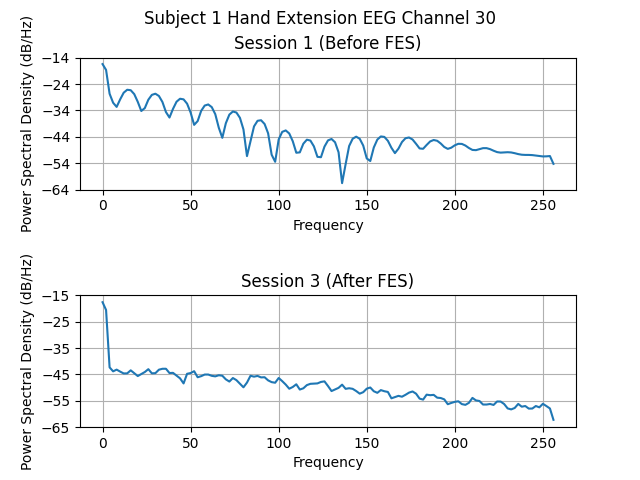 Subject 1 Hand Extension EEG Channel 30
Session 1 (Before FES)
Power Spectral Density (dB/Hz)
−14
−24
−34
−44
−54
−64
0 50 100 150 200 250
Frequency
Session 3 (After FES)
Power Spectral Density (dB/Hz)
−15
−25
−35
−45
−55
−65
0 50 100 150 200 250
Frequency